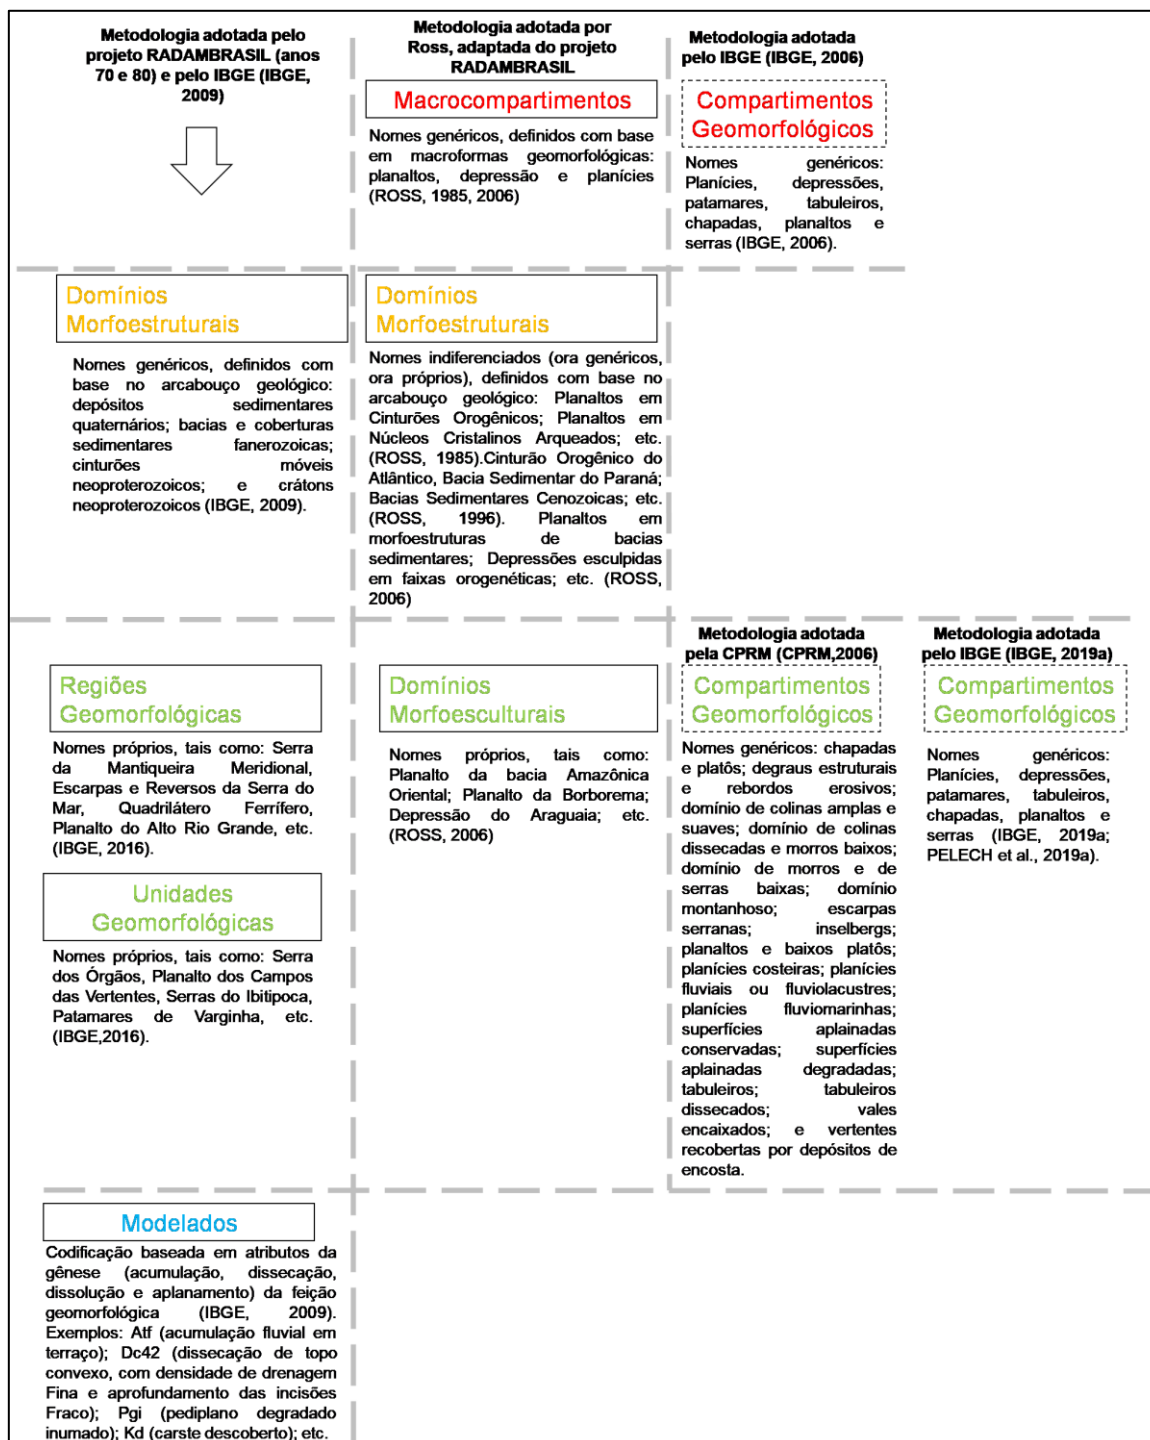 Metodologia adotada pelo
projeto RADAMBRASIL (anos
70 e 80) e pelo IBGE (IBGE,
2009)
Metodologia adotada por
Ross, adaptada do projeto
RADAMBRASIL
Macrocompartimentos
Nomes genéricos, definidos com base
em macroformas geomorfológicas:
planaltos, depressão e planícies
(ROSS, 1985, 2006)
Metodologia adotada
pelo IBGE (IBGE, 2006)
Compartimentos
Geomorfológicos
Nomes genéricos:
Planícies, depressões,
patamares, tabuleiros,
chapadas, planaltos e
serras (IBGE, 2006).
Domínios
Morfoestruturais
Nomes genéricos, definidos com
base no arcabouço geológico:
depósitos sedimentares
quaternários; bacias e coberturas
sedimentares fanerozoicas;
cinturões móveis
neoproterozoicos; e crátons
neoproterozoicos (IBGE, 2009).
Domínios
Morfoestruturais
Nomes indiferenciados (ora genéricos,
ora próprios), definidos com base no
arcabouço geológico: Planaltos em
Cinturões Orogênicos; Planaltos em
Núcleos Cristalinos Arqueados; etc.
(ROSS, 1985).Cinturão Orogênico do
Atlântico, Bacia Sedimentar do Paraná;
Bacias Sedimentares Cenozoicas; etc.
(ROSS, 1996). Planaltos em
morfoestruturas de bacias
sedimentares; Depressões esculpidas
em faixas orogenéticas; etc. (ROSS,
2006)
Regiões
Geomorfológicas
Nomes próprios, tais como: Serra
da Mantiqueira Meridional,
Escarpas e Reversos da Serra do
Mar, Quadrilátero Ferrífero,
Planalto do Alto Rio Grande, etc.
(IBGE, 2016).
Unidades
Geomorfológicas
Nomes próprios, tais como: Serra
dos Órgãos, Planalto dos Campos
das Vertentes, Serras do Ibitipoca,
Patamares de Varginha, etc.
(IBGE,2016).
Domínios
Morfoesculturais
Nomes próprios, tais como:
Planalto da bacia Amazônica
Oriental; Planalto da Borborema;
Depressão do Araguaia; etc.
(ROSS, 2006)
Metodologia adotada
pela CPRM (CPRM,2006)
Compartimentos
Geomorfológicos
Nomes genéricos: chapadas
e platôs; degraus estruturais
e rebordos erosivos;
domínio de colinas amplas e
suaves; domínio de colinas
dissecadas e morros baixos;
domínio de morros e de
serras baixas; domínio
montanhoso; escarpas
serranas; inselbergs;
planaltos e baixos platôs;
planícies costeiras; planícies
fluviais ou fluviolacustres;
planícies fluviomarinhas;
superfícies aplainadas
conservadas; superfícies
aplainadas degradadas;
tabuleiros; tabuleiros
dissecados; vales
encaixados; e vertentes
recobertas por depósitos de
encosta.
Metodologia adotada
pelo IBGE (IBGE, 2019a)
Compartimentos
Geomorfológicos
Nomes genéricos:
Planícies, depressões,
patamares, tabuleiros,
chapadas, planaltos e
serras (IBGE, 2019a;
PELECH et al., 2019a).
Modelados
Codificação baseada em atributos da
gênese (acumulação, dissecação,
dissolução e aplanamento) da feição
geomorfológica (IBGE, 2009).
Exemplos: Atf (acumulação fluvial em
terraço); Dc42 (dissecação de topo
convexo, com densidade de drenagem
Fina e aprofundamento das incisões
Fraco); Pgi (pediplano degradado
inumado); Kd (carste descoberto); etc.